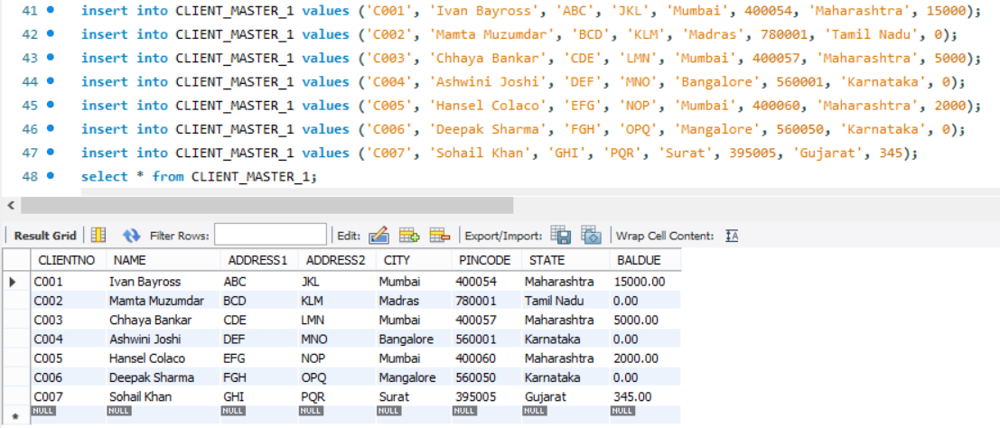 41 insert into CLIENT_MASTER_1 values ('C001', 'Ivan Bayross', 'ABC', 'JKL', 'Mumbai', 400054, 'Maharashtra', 15000);
42 insert into CLIENT_MASTER_1 values ('C002', 'Mamta Muzumdar', 'BCD', 'KLM', 'Madras', 780001, 'Tamil Nadu', 0);
43 insert into CLIENT_MASTER_1 values ('C003', 'Chhaya Bankar', 'CDE', 'LMN', 'Mumbai', 400057, 'Maharashtra', 5000);
44 insert into CLIENT_MASTER_1 values ('C004', 'Ashwini Joshi', 'DEF', 'MNO', 'Bangalore', 560001, 'Karnataka', 0);
45 insert into CLIENT_MASTER_1 values ('C005', 'Hansel Colaco', 'EFG', 'NOP', 'Mumbai', 400060, 'Maharashtra', 2000);
46 insert into CLIENT_MASTER_1 values ('C006', 'Deepak Sharma', 'FGH', 'OPQ', 'Mangalore', 560050, 'Karnataka', 0);
47 insert into CLIENT_MASTER_1 values ('C007', 'Sohail Khan', 'GHI', 'PQR', 'Surat', 395005, 'Gujarat', 345);
48 select * from CLIENT_MASTER_1;
Result Grid Filter Rows: Edit: Export/Import: Wrap Cell Content: IA
CLIENTNO NAME ADDRESS1 ADDRESS2 CITY PINCODE STATE BALDUE
C001 Ivan Bayross ABC JKL Mumbai 400054 Maharashtra 15000.00
C002 Mamta Muzumdar BCD KLM Madras 780001 Tamil Nadu 0.00
C003 Chhaya Bankar CDE LMN Mumbai 400057 Maharashtra 5000.00
C004 Ashwini Joshi DEF MNO Bangalore 560001 Karnataka 0.00
C005 Hansel Colaco EFG NOP Mumbai 400060 Maharashtra 2000.00
C006 Deepak Sharma FGH OPQ Mangalore 560050 Karnataka 0.00
C007 Sohail Khan GHI PQR Surat 395005 Gujarat 345.00
* NULL NULL NULL NULL NULL NULL NULL NULL